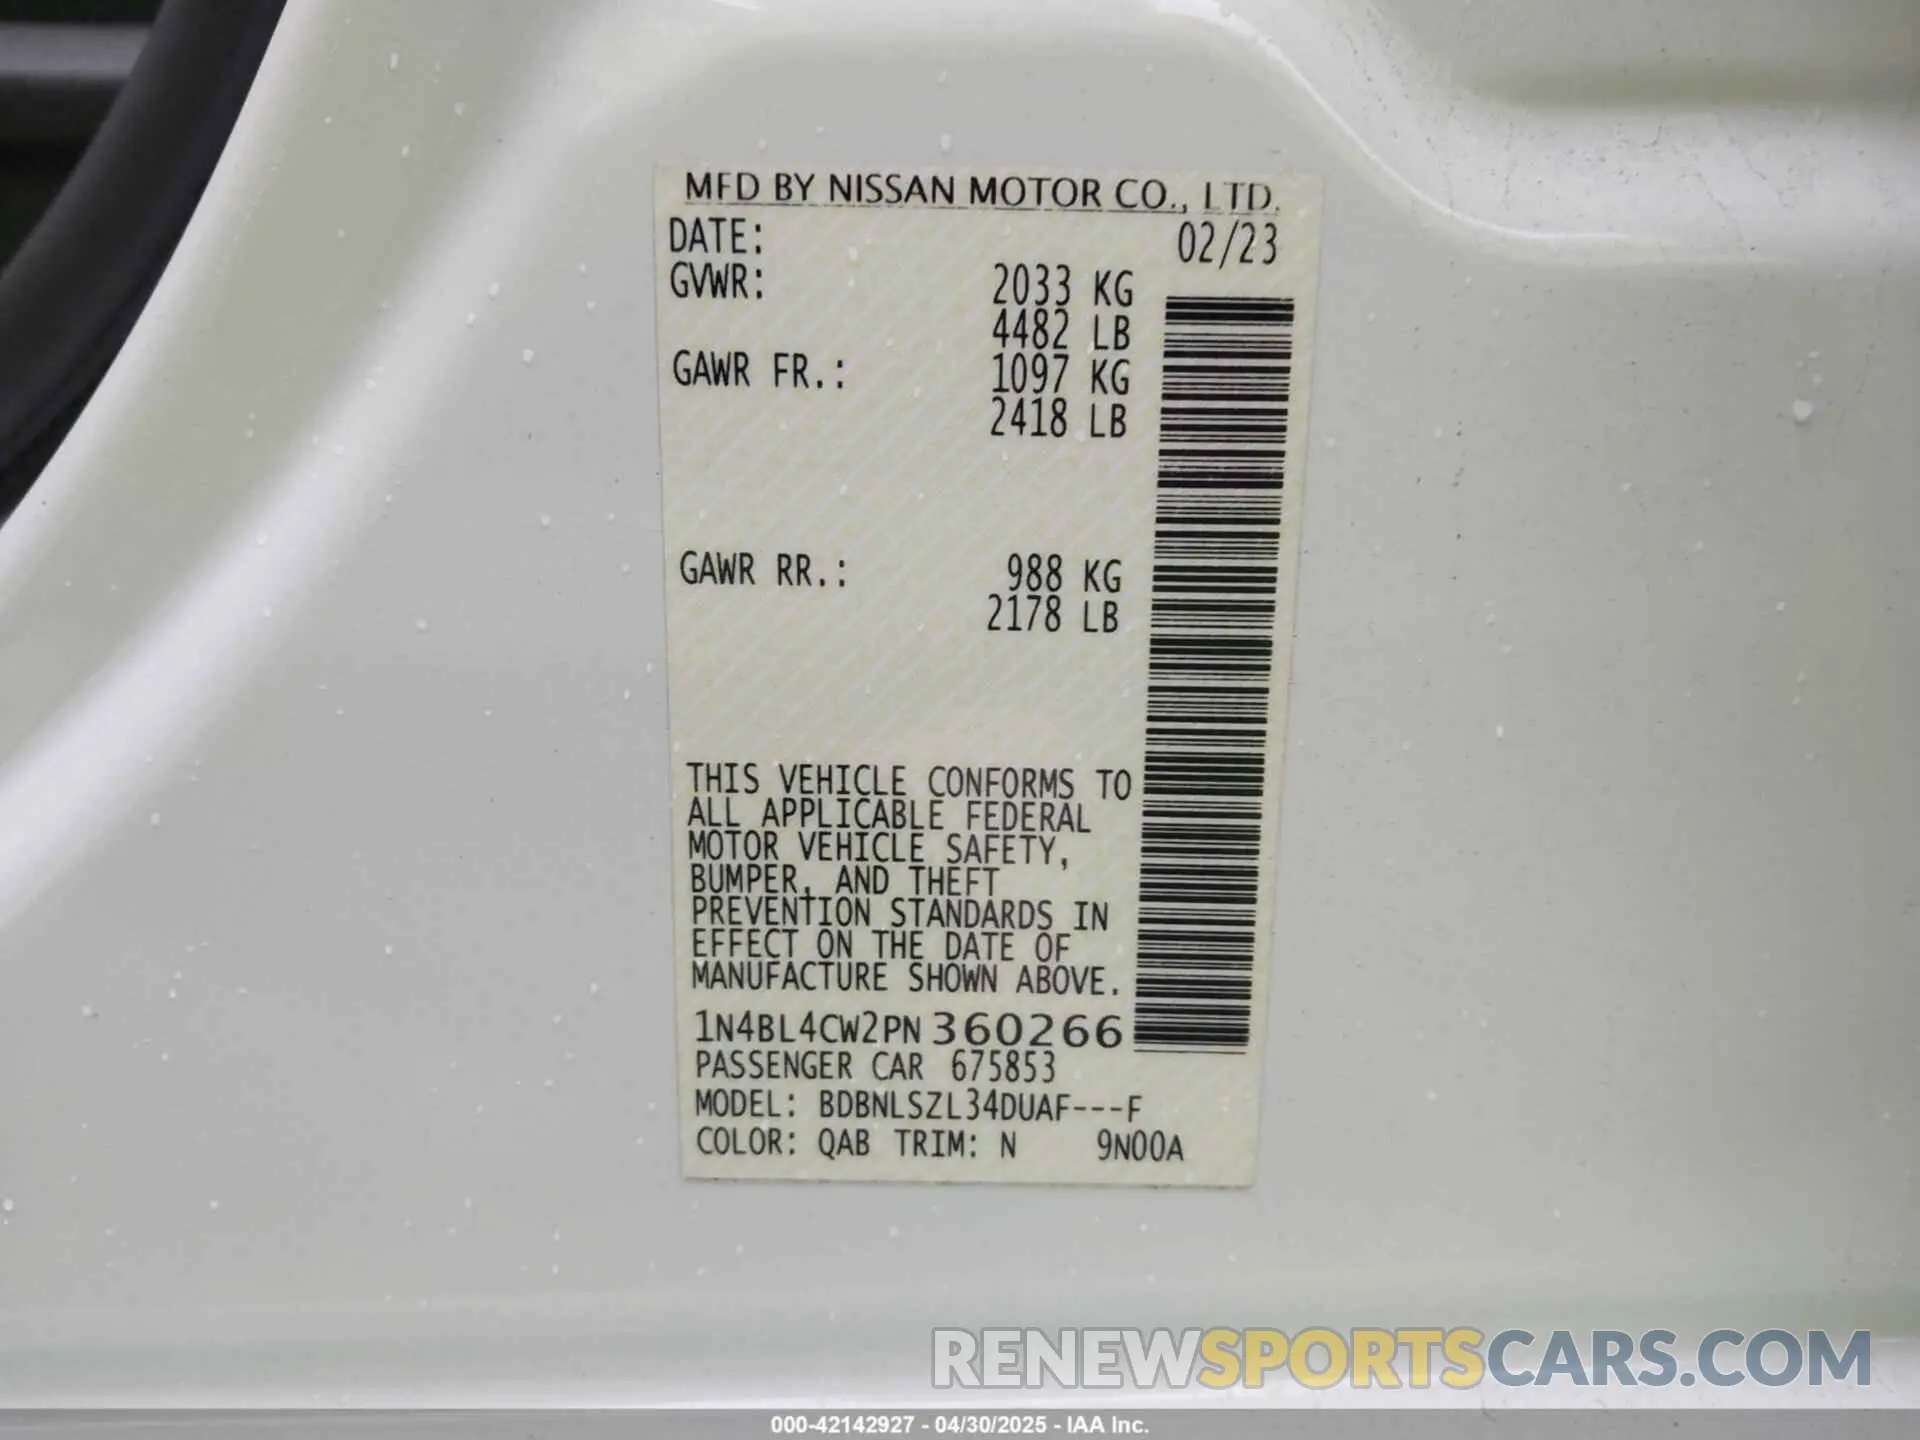 MFD BY NISSAN MOTOR CO., LTD.
DATE: 02/23
GVWR: 2033 KG
4482 LB
GAWR FR.: 1097 KG
2418 LB
GAWR RR.: 988 KG
2178 LB
THIS VEHICLE CONFORMS TO
ALL APPLICABLE FEDERAL
MOTOR VEHICLE SAFETY,
BUMPER, AND THEFT
PREVENTION STANDARDS IN
EFFECT ON THE DATE OF
MANUFACTURE SHOWN ABOVE.
1N4BL4CW2PN360266
PASSENGER CAR 675853
MODEL: BDBNLSZL34DUAF---F
COLOR: QAB TRIM: N 9N00A
RENEWSPORTSCARS.COM
000-42142927 - 04/30/2025 - IAA Inc.